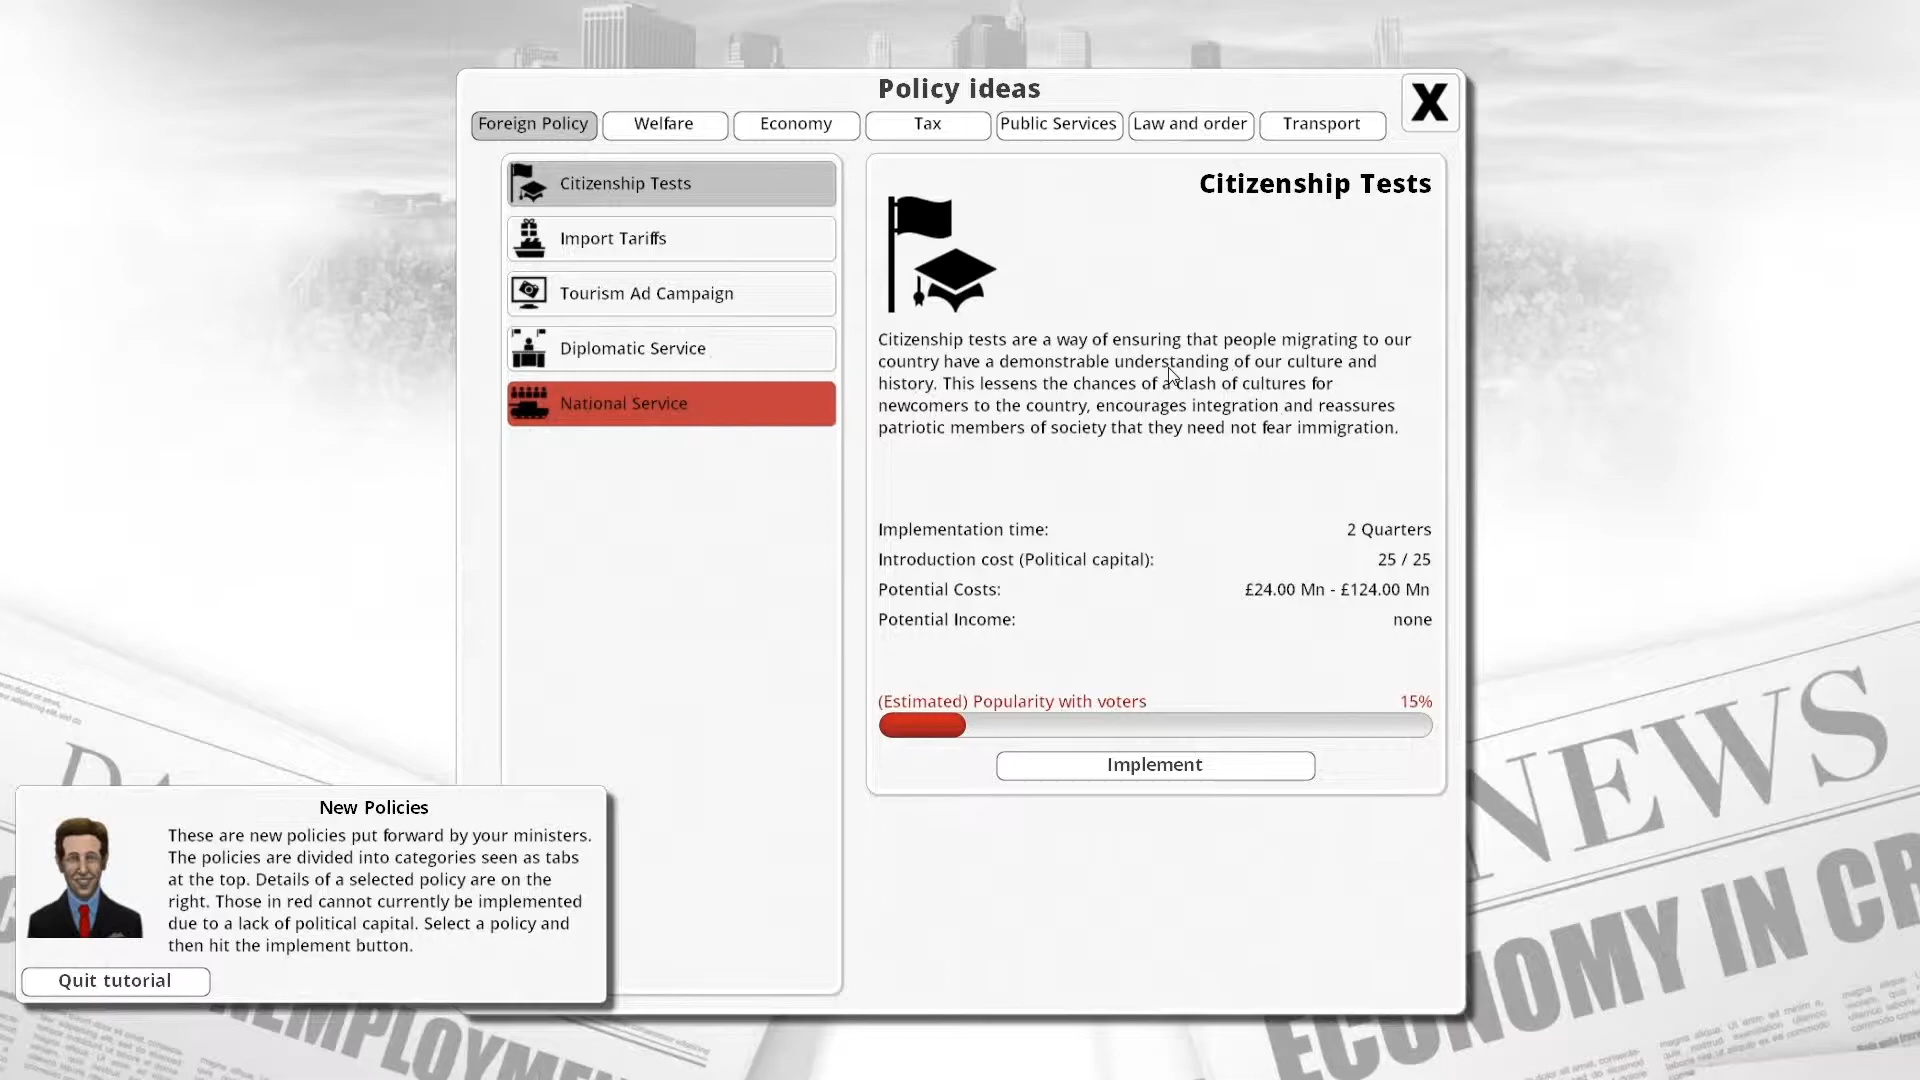 Policy ideas
X
Foreign Policy
Welfare
Economy
Tax
Public Services
Law and order
Transport
Citizenship Tests
Import Tariffs
Tourism Ad Campaign
Diplomatic Service
National Service
Citizenship Tests
Citizenship tests are a way of ensuring that people migrating to our
country have a demonstrable understanding of our culture and
history. This lessens the chances of a clash of cultures for
newcomers to the country, encourages integration and reassures
patriotic members of society that they need not fear immigration.
Implementation time: 2 Quarters
Introduction cost (Political capital): 25 / 25
Potential Costs: £24.00 Mn - £124.00 Mn
Potential Income: none
(Estimated) Popularity with voters 15%
Implement
New Policies
These are new policies put forward by your ministers.
The policies are divided into categories seen as tabs
at the top. Details of a selected policy are on the
right. Those in red cannot currently be implemented
due to a lack of political capital. Select a policy and
then hit the implement button.
Quit tutorial
NEWS
ECONOMY IN CR